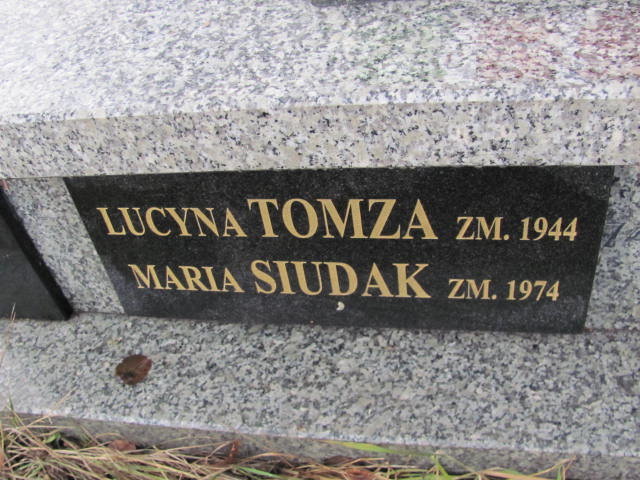 LUCYNA TOMZA ZM. 1944
MARIA SIUDAK ZM. 1974